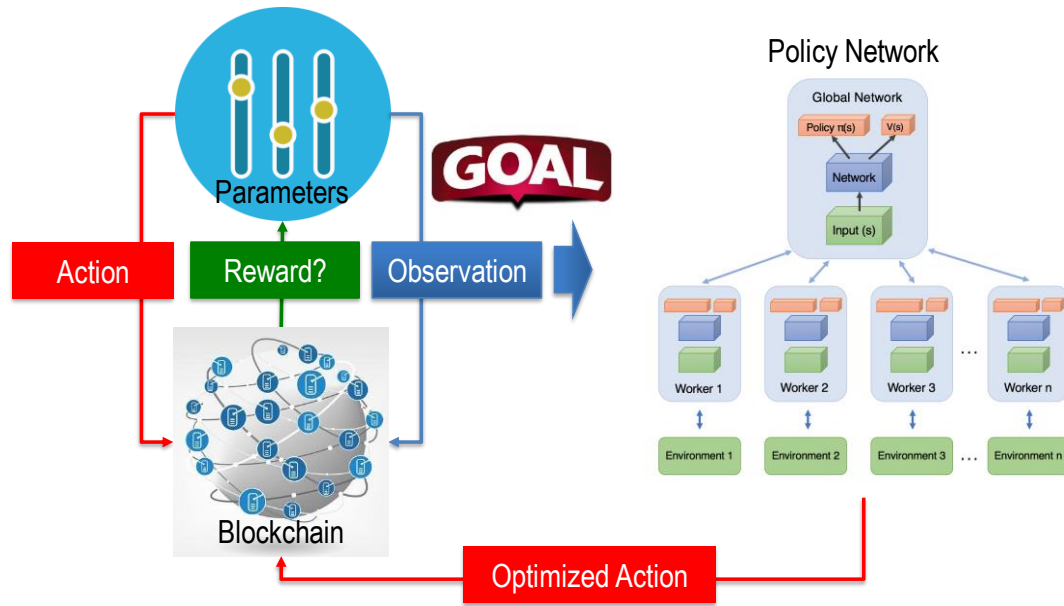 Policy Network
Global Network
Policy π(s)
V(s)
Network
Input (s)
Parameters
GOAL
Action
Reward?
Observation
Worker 1
Worker 2
Worker 3
...
Worker n
Environment 1
Environment 2
Environment 3
...
Environment n
Blockchain
Optimized Action